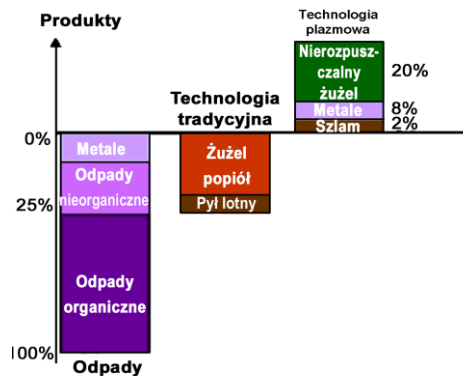 Produkty
Technologia
plazmowa
Nierozpusz-
czalny
żużel
20%
Metale
8%
Szlam
2%
Technologia
tradycyjna
0%
Metale
Odpady
nieorganiczne
25%
Żużel
popiół
Pył lotny
Odpady
organiczne
100%
Odpady